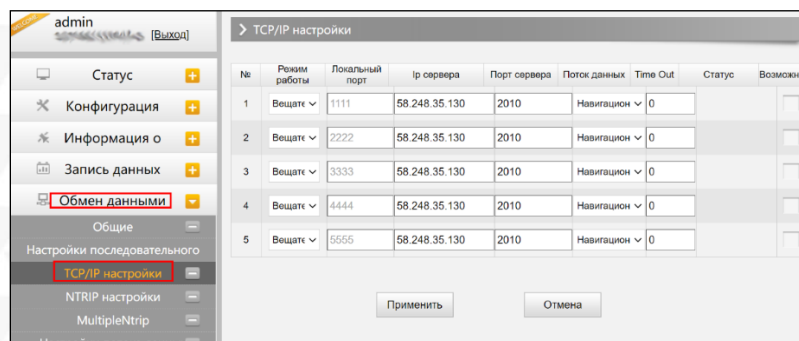 WELCOME
admin
[Выход]
Статус
Конфигурация
Информация о
Запись данных
Обмен данными
Общие
Настройки последовательного
TCP/IP настройки
NTRIP настройки
MultipleNtrip
TCP/IP настройки
№ Режим работы Локальный порт Ip сервера Порт сервера Поток данных Time Out Статус Возможн
1 Вещате 1111 58.248.35.130 2010 Навигацион 0
2 Вещате 2222 58.248.35.130 2010 Навигацион 0
3 Вещате 3333 58.248.35.130 2010 Навигацион 0
4 Вещате 4444 58.248.35.130 2010 Навигацион 0
5 Вещате 5555 58.248.35.130 2010 Навигацион 0
Применить Отмена